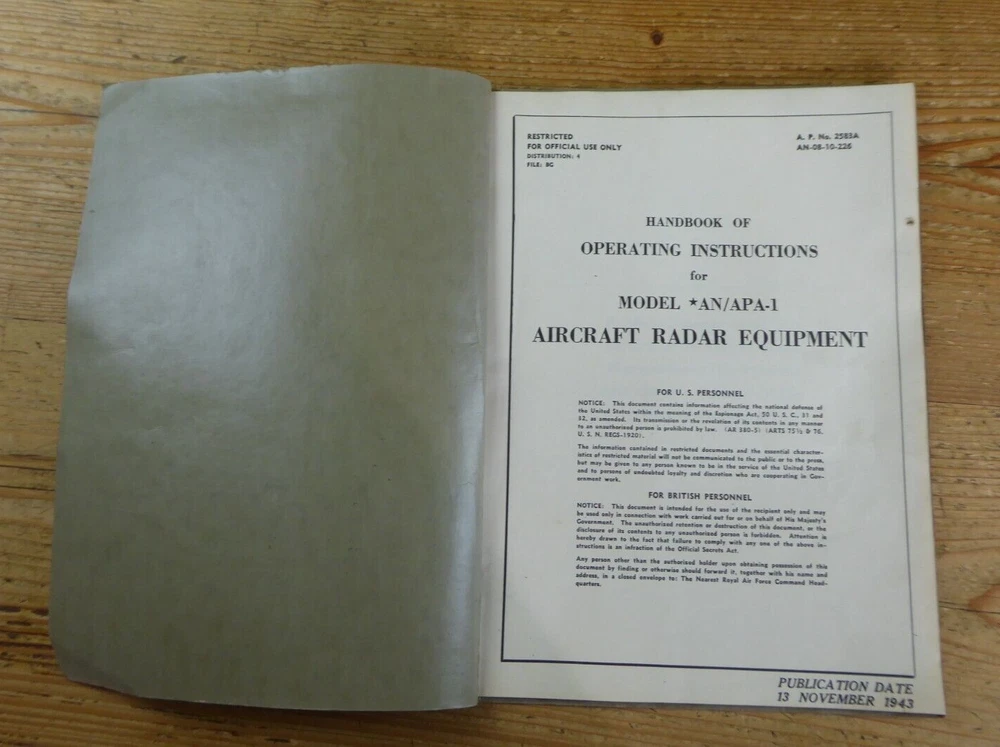 RESTRICTED
FOR OFFICIAL USE ONLY
DISTRIBUTION: 4
FILE: BG
A. P. No. 2583A
AN-08-10-226
HANDBOOK OF
OPERATING INSTRUCTIONS
for
MODEL ★AN/APA-1
AIRCRAFT RADAR EQUIPMENT
FOR U. S. PERSONNEL
NOTICE: This document contains information affecting the national defense of
the United States within the meaning of the Espionage Act, 50 U. S. C., 31 and
32, as amended. Its transmission or the revelation of its contents in any manner
to an unauthorized person is prohibited by law. (AR 380-5) (ARTS 75½ & 76,
U. S. N. REGS-1920).
The information contained in restricted documents and the essential character-
istics of restricted material will not be communicated to the public or to the press,
but may be given to any person known to be in the service of the United States
and to persons of undoubted loyalty and discretion who are cooperating in Gov-
ernment work.
FOR BRITISH PERSONNEL
NOTICE: This document is intended for the use of the recipient only and may
be used only in connection with work carried out for or on behalf of His Majesty's
Government. The unauthorized retention or destruction of this document, or the
disclosure of its contents to any unauthorized person is forbidden. Attention is
hereby drawn to the fact that failure to comply with any one of the above in-
structions is an infraction of the Official Secrets Act.
Any person other than the authorized holder upon obtaining possession of this
document by finding or otherwise should forward it, together with his name and
address, in a closed envelope to: The Nearest Royal Air Force Command Head-
quarters.
PUBLICATION DATE
13 NOVEMBER 1943